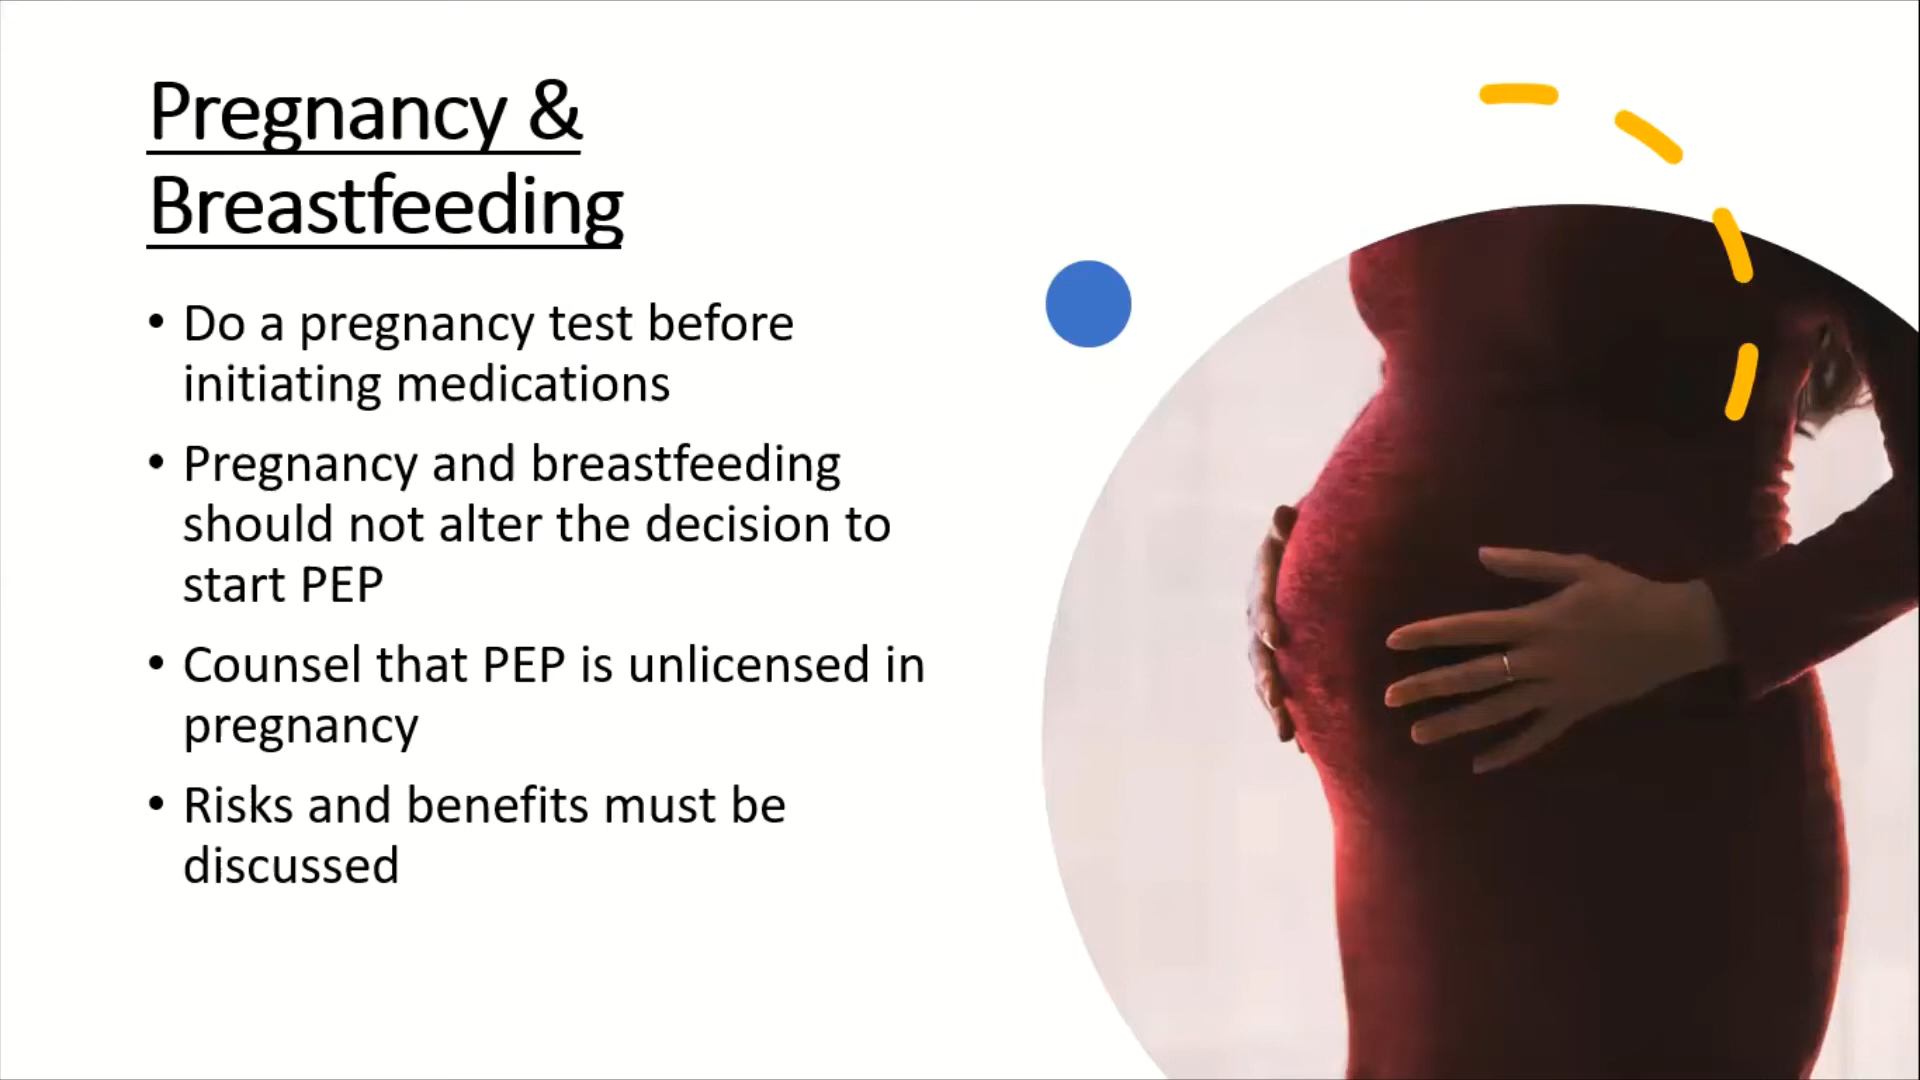 Pregnancy &
Breastfeeding
• Do a pregnancy test before
initiating medications
• Pregnancy and breastfeeding
should not alter the decision to
start PEP
• Counsel that PEP is unlicensed in
pregnancy
• Risks and benefits must be
discussed